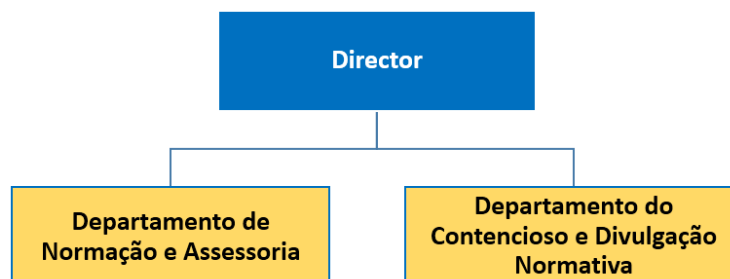 Director
Departamento de
Normação e Assessoria
Departamento do
Contencioso e Divulgação
Normativa